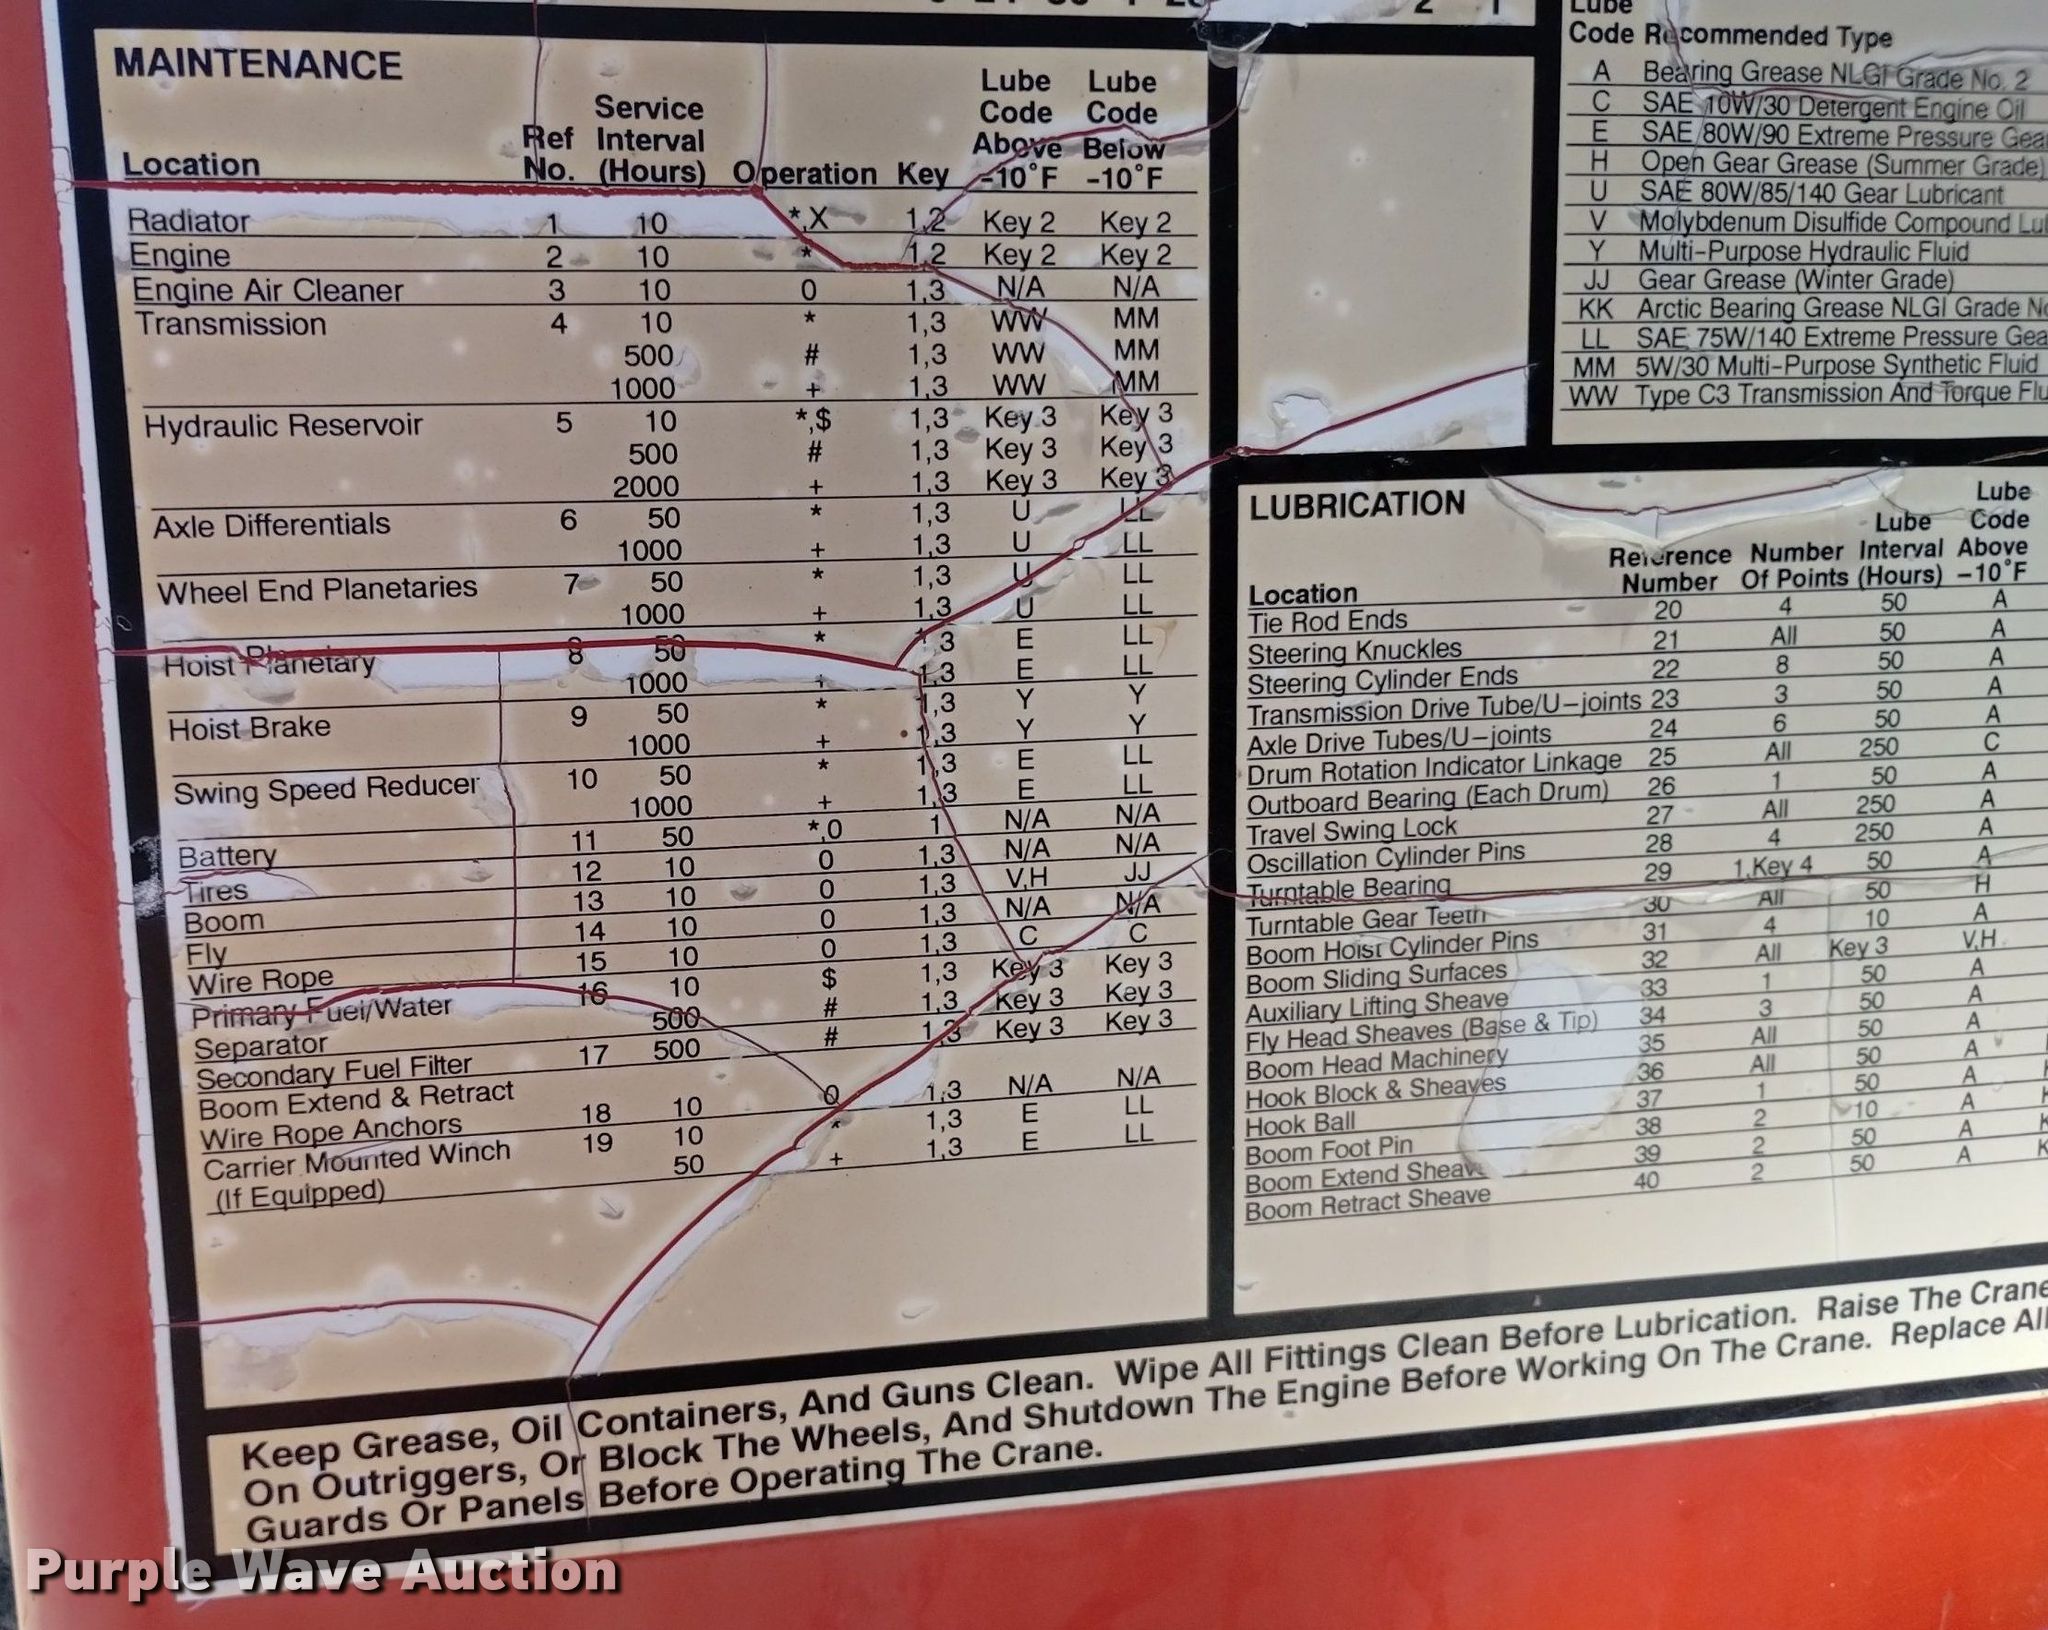 MAINTENANCE
Location Ref No. Service Interval (Hours) Operation Key Lube Code Above -10°F Lube Code Below -10°F
Radiator 1 10 *,X 1,2 Key 2 Key 2
Engine 2 10 * 1,2 Key 2 Key 2
Engine Air Cleaner 3 10 0 1,3 N/A N/A
Transmission 4 10 * 1,3 WW MM
500 # 1,3 WW MM
1000 + 1,3 WW MM
Hydraulic Reservoir 5 10 *,$ 1,3 Key 3 Key 3
500 # 1,3 Key 3 Key 3
2000 + 1,3 Key 3 Key 3
Axle Differentials 6 50 * 1,3 U LL
1000 + 1,3 U LL
Wheel End Planetaries 7 50 * 1,3 U LL
1000 + 1,3 U LL
Hoist Planetary 8 50 * 1,3 E LL
1000 + 1,3 E LL
Hoist Brake 9 50 * 1,3 Y Y
1000 + 1,3 Y Y
Swing Speed Reducer 10 50 * 1,3 E LL
1000 + 1,3 E LL
Battery 11 50 *,0 1 N/A N/A
Tires 12 10 0 1,3 N/A N/A
Boom 13 10 0 1,3 V,H JJ
Fly 14 10 0 1,3 N/A N/A
Wire Rope 15 10 0 1,3 C C
Primary Fuel/Water 16 10 $ 1,3 Key 3 Key 3
Separator 500 # 1,3 Key 3 Key 3
Secondary Fuel Filter 17 500 # 1,3 Key 3 Key 3
Boom Extend & Retract
Wire Rope Anchors 18 10 0 1,3 N/A N/A
Carrier Mounted Winch 19 10 * 1,3 E LL
(If Equipped) 50 + 1,3 E LL
Lube
Code Recommended Type
A Bearing Grease NLGI Grade No. 2
C SAE 10W/30 Detergent Engine Oil
E SAE 80W/90 Extreme Pressure Gea
H Open Gear Grease (Summer Grade)
U SAE 80W/85/140 Gear Lubricant
V Molybdenum Disulfide Compound Lu
Y Multi-Purpose Hydraulic Fluid
JJ Gear Grease (Winter Grade)
KK Arctic Bearing Grease NLGI Grade No
LL SAE 75W/140 Extreme Pressure Gea
MM 5W/30 Multi-Purpose Synthetic Fluid
WW Type C3 Transmission And Torque Flu
LUBRICATION
Location Reference Number Number Of Points Lube Interval (Hours) Lube Code Above -10°F
Tie Rod Ends 20 4 50 A
Steering Knuckles 21 All 50 A
Steering Cylinder Ends 22 8 50 A
Transmission Drive Tube/U-joints 23 3 50 A
Axle Drive Tubes/U-joints 24 6 50 A
Drum Rotation Indicator Linkage 25 All 250 C
Outboard Bearing (Each Drum) 26 1 50 A
Travel Swing Lock 27 All 250 A
Oscillation Cylinder Pins 28 4 250 A
Turntable Bearing 29 1,Key 4 50 A
Turntable Gear Teeth 30 All 50 H
Boom Hoist Cylinder Pins 31 4 10 A
Boom Sliding Surfaces 32 All Key 3 V,H
Auxiliary Lifting Sheave 33 1 50 A
Fly Head Sheaves (Base & Tip) 34 3 50 A
Boom Head Machinery 35 All 50 A
Hook Block & Sheaves 36 All 50 A
Hook Ball 37 1 50 A
Boom Foot Pin 38 2 10 A
Boom Extend Sheave 39 2 50 A
Boom Retract Sheave 40 2 50 A
Keep Grease, Oil Containers, And Guns Clean. Wipe All Fittings Clean Before Lubrication. Raise The Crane
On Outriggers, Or Block The Wheels, And Shutdown The Engine Before Working On The Crane. Replace All
Guards Or Panels Before Operating The Crane.
Purple Wave Auction